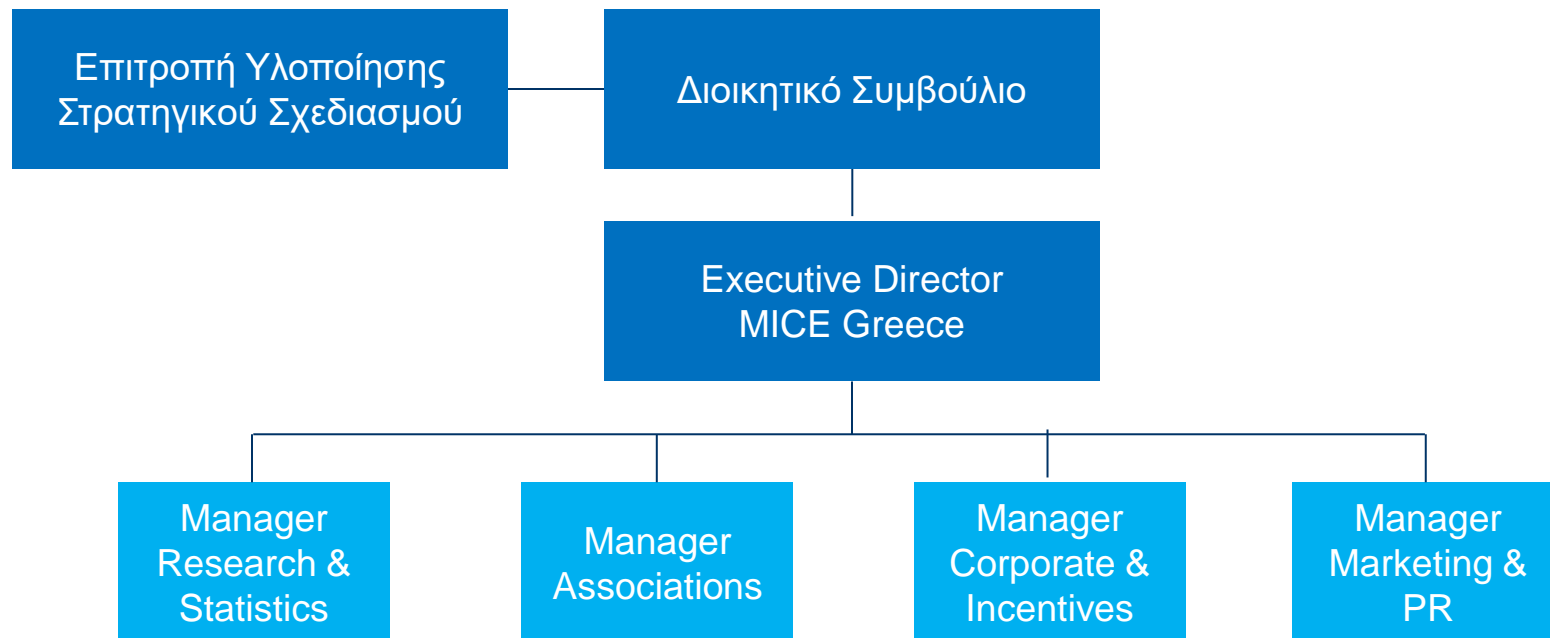 Επιτροπή Υλοποίησης
Στρατηγικού Σχεδιασμού
Διοικητικό Συμβούλιο
Executive Director
MICE Greece
Manager
Research &
Statistics
Manager
Associations
Manager
Corporate &
Incentives
Manager
Marketing &
PR